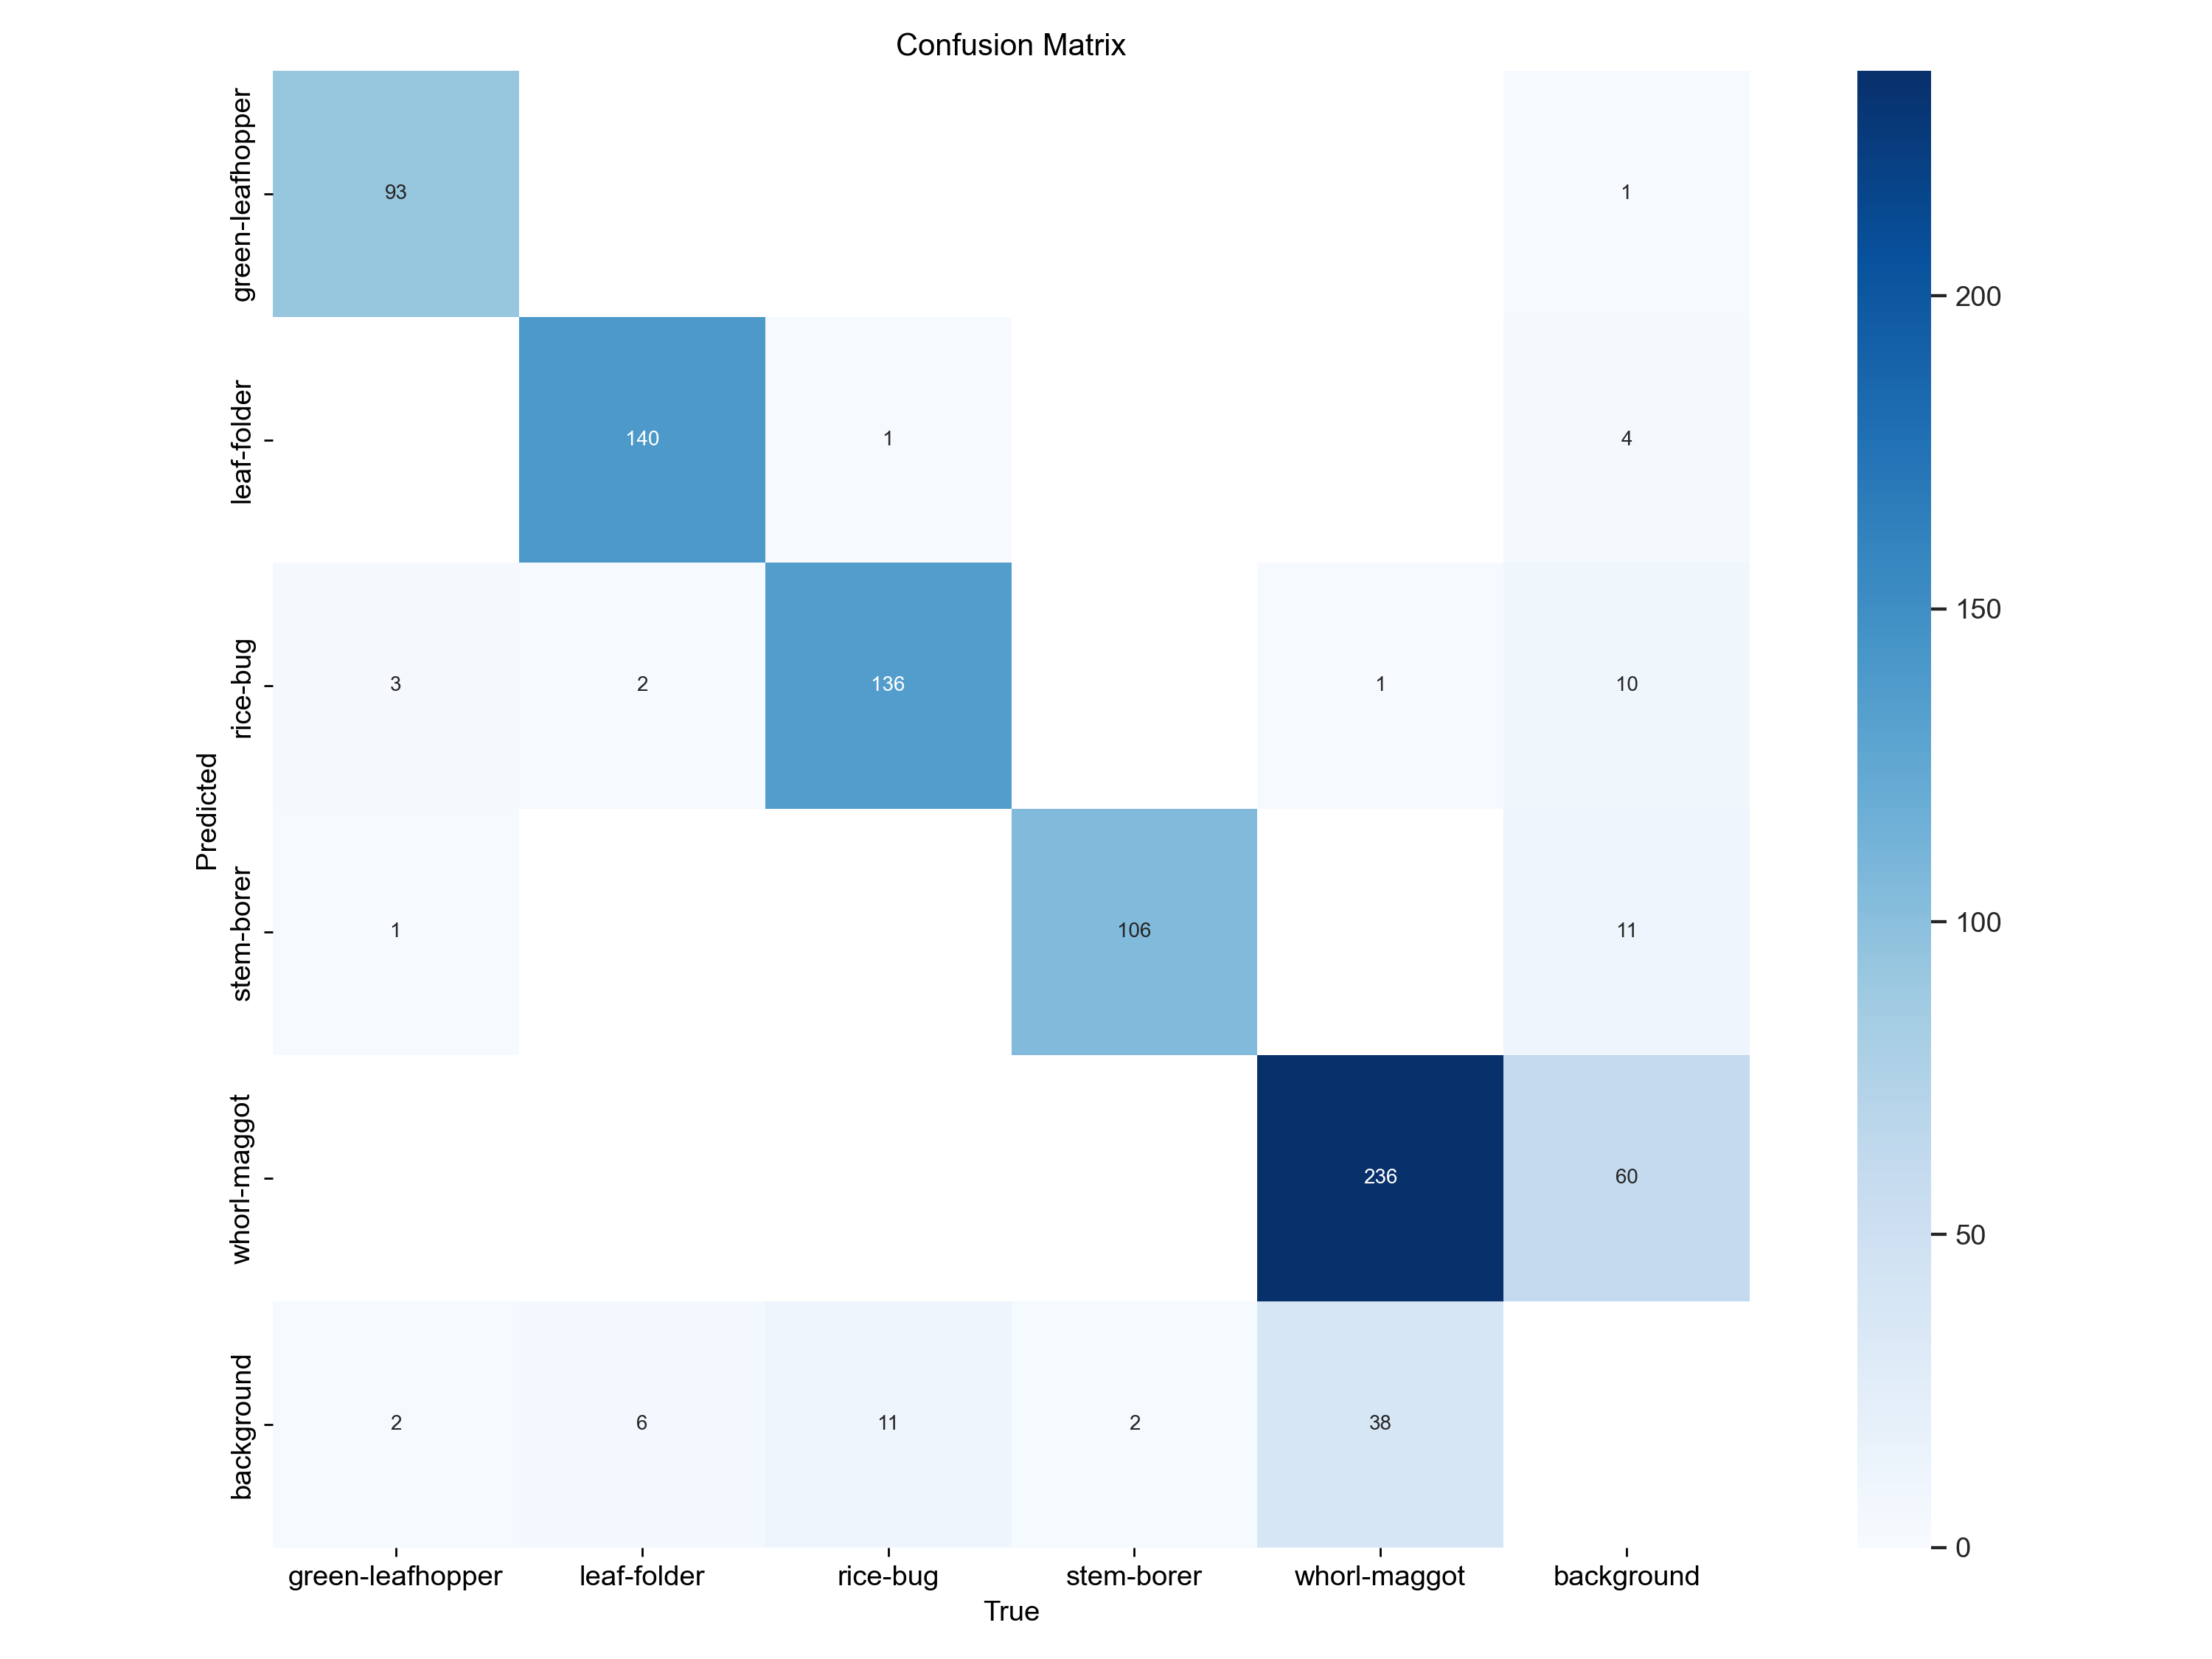 Confusion Matrix
green-leafhopper
93
1
leaf-folder
140
1
4
rice-bug
3
2
136
1
10
stem-borer
1
106
11
whorl-maggot
236
60
background
2
6
11
2
38
Predicted
green-leafhopper
leaf-folder
rice-bug
stem-borer
whorl-maggot
background
True
200
150
100
50
0